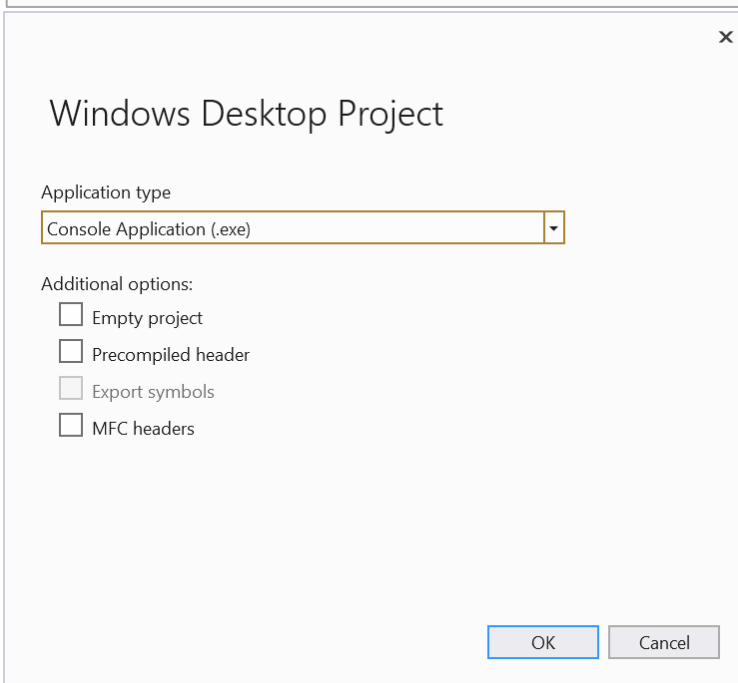 Windows Desktop Project
Application type
Console Application (.exe)
Additional options:
Empty project
Precompiled header
Export symbols
MFC headers
OK
Cancel